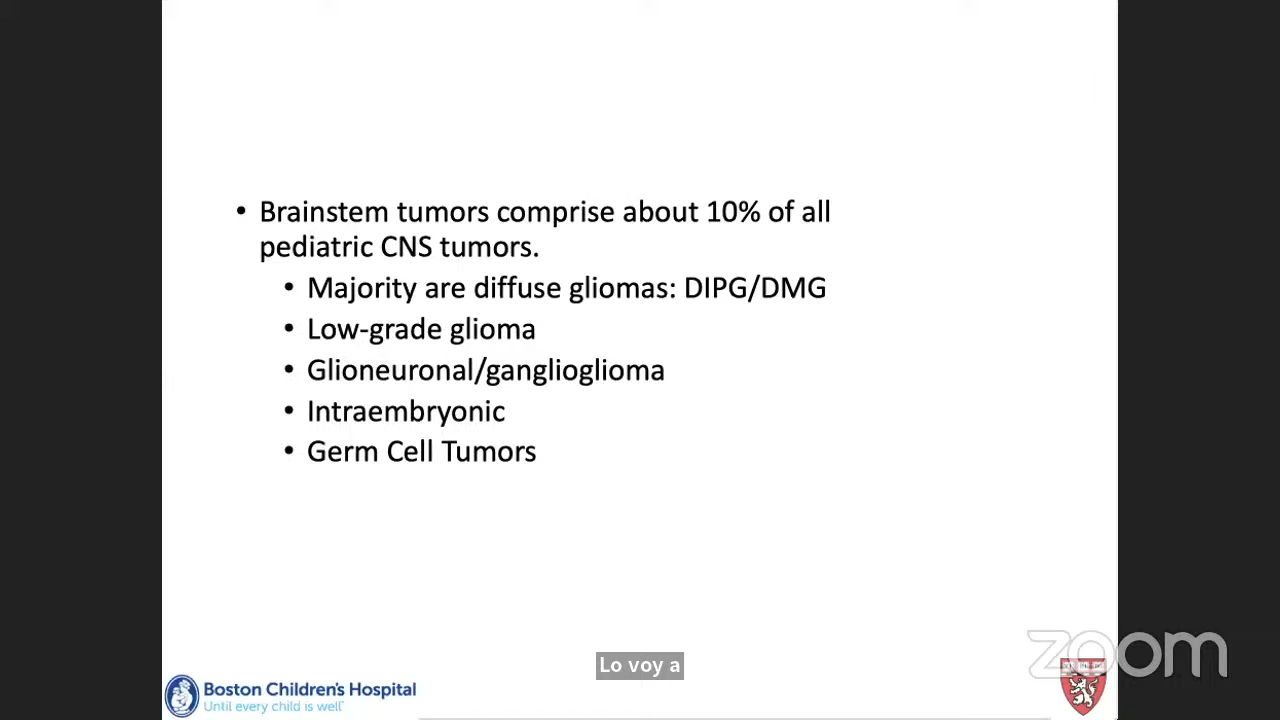 • Brainstem tumors comprise about 10% of all
pediatric CNS tumors.
• Majority are diffuse gliomas: DIPG/DMG
• Low-grade glioma
• Glioneuronal/ganglioglioma
• Intraembryonic
• Germ Cell Tumors
Lo voy a
zoom
Boston Children's Hospital
Until every child is well™